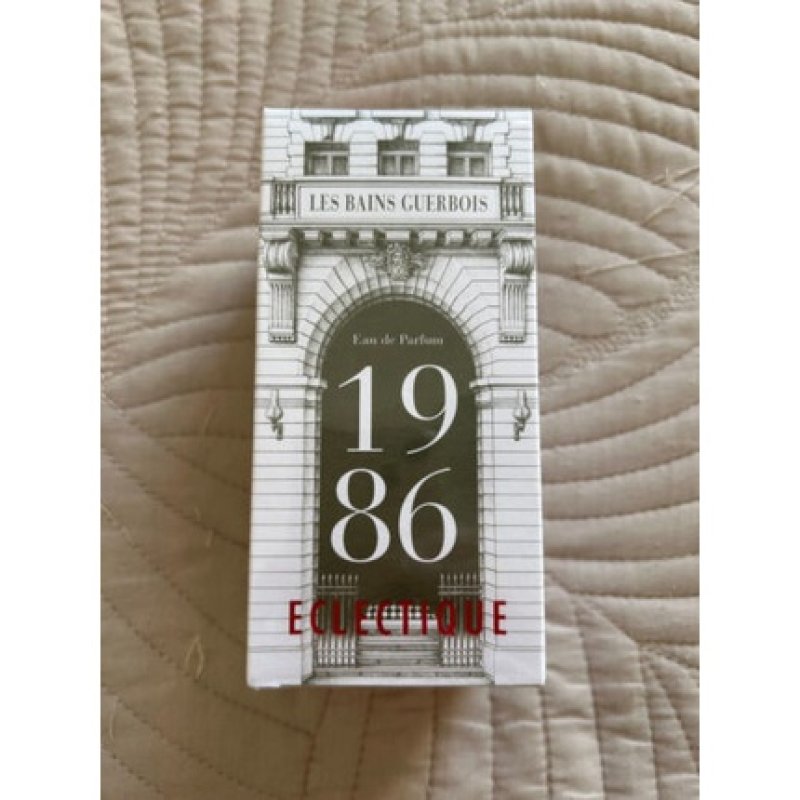 LES BAINS GUERBOIS
Eau de Parfum
19
86
ECLECTIQUE